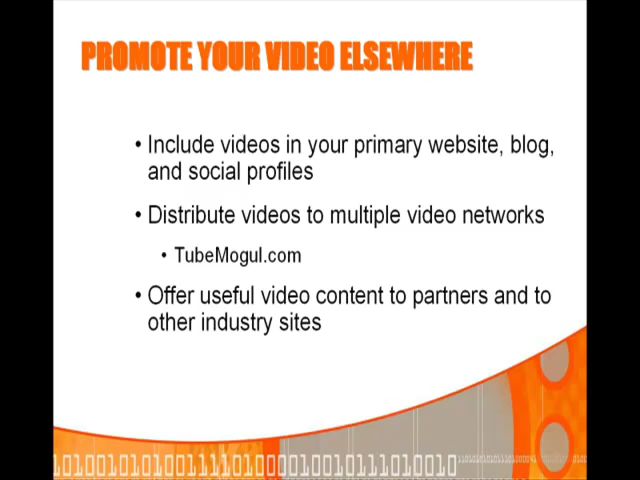 PROMOTE YOUR VIDEO ELSEWHERE
• Include videos in your primary website, blog,
and social profiles
• Distribute videos to multiple video networks
• TubeMogul.com
• Offer useful video content to partners and to
other industry sites